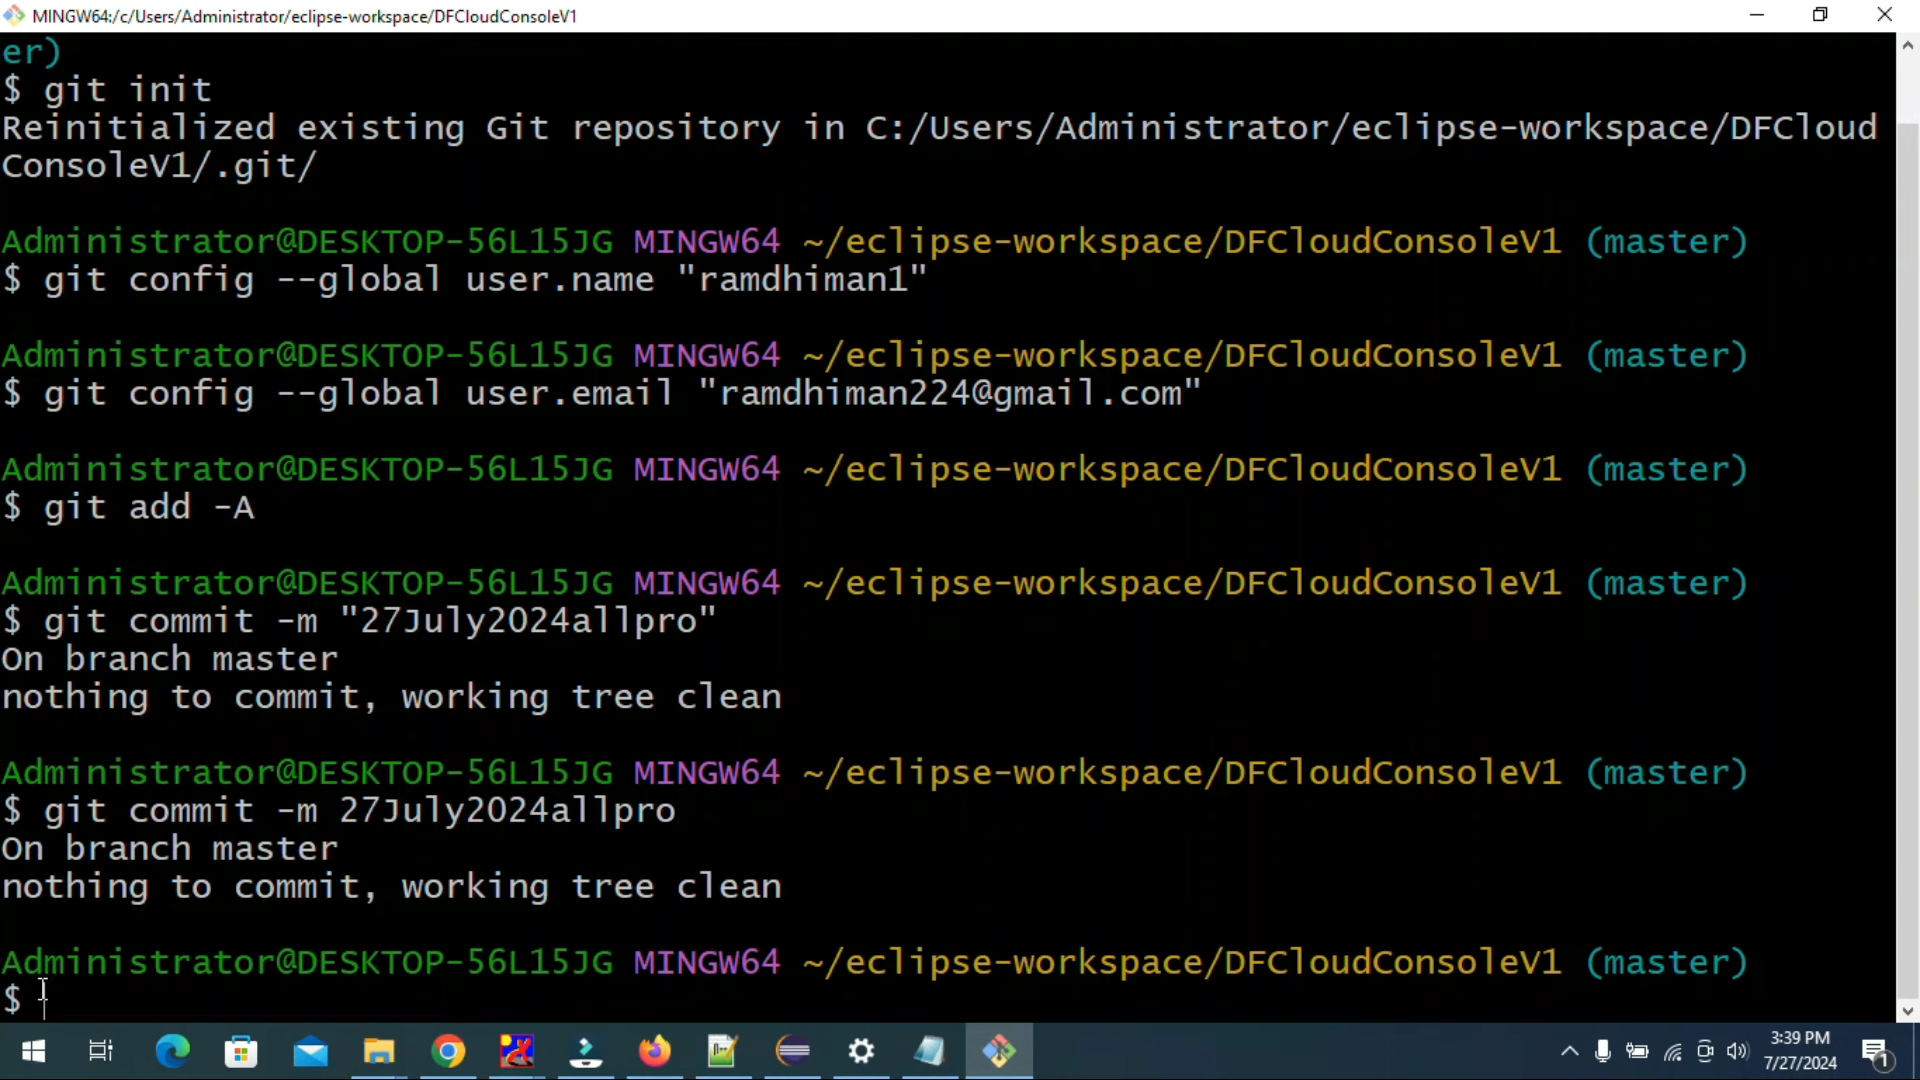 MINGW64:/c/Users/Administrator/eclipse-workspace/DFCloudConsoleV1
er)
$ git init
Reinitialized existing Git repository in C:/Users/Administrator/eclipse-workspace/DFCloud
ConsoleV1/.git/
Administrator@DESKTOP-56L15JG MINGW64 ~/eclipse-workspace/DFCloudConsoleV1 (master)
$ git config --global user.name "ramdhiman1"
Administrator@DESKTOP-56L15JG MINGW64 ~/eclipse-workspace/DFCloudConsoleV1 (master)
$ git config --global user.email "ramdhiman224@gmail.com"
Administrator@DESKTOP-56L15JG MINGW64 ~/eclipse-workspace/DFCloudConsoleV1 (master)
$ git add -A
Administrator@DESKTOP-56L15JG MINGW64 ~/eclipse-workspace/DFCloudConsoleV1 (master)
$ git commit -m "27July2024allpro"
On branch master
nothing to commit, working tree clean
Administrator@DESKTOP-56L15JG MINGW64 ~/eclipse-workspace/DFCloudConsoleV1 (master)
$ git commit -m 27July2024allpro
On branch master
nothing to commit, working tree clean
Administrator@DESKTOP-56L15JG MINGW64 ~/eclipse-workspace/DFCloudConsoleV1 (master)
$
3:39 PM
7/27/2024
1